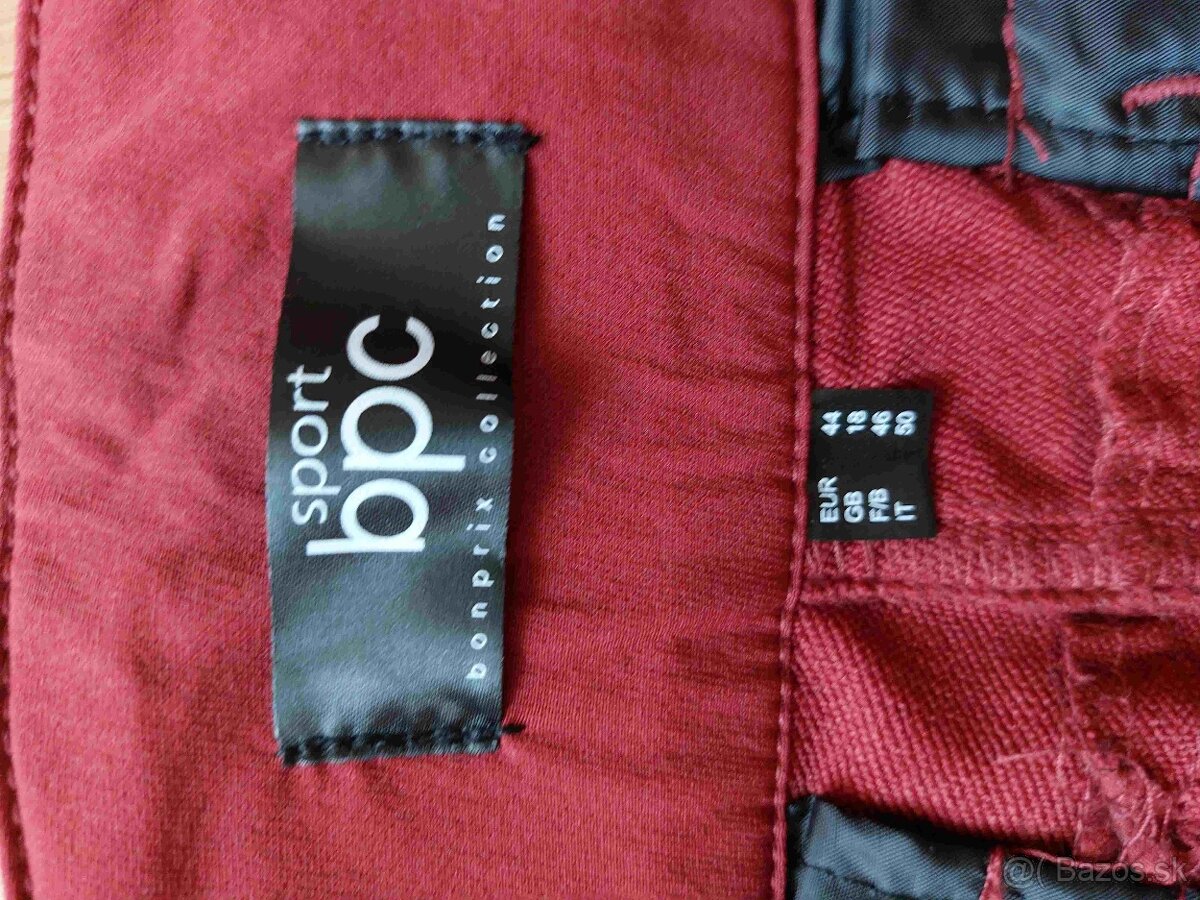 sport
bpc
bonprix collection
EUR 44
GB 18
F/B 46
IT 50
@( Bazos.sk